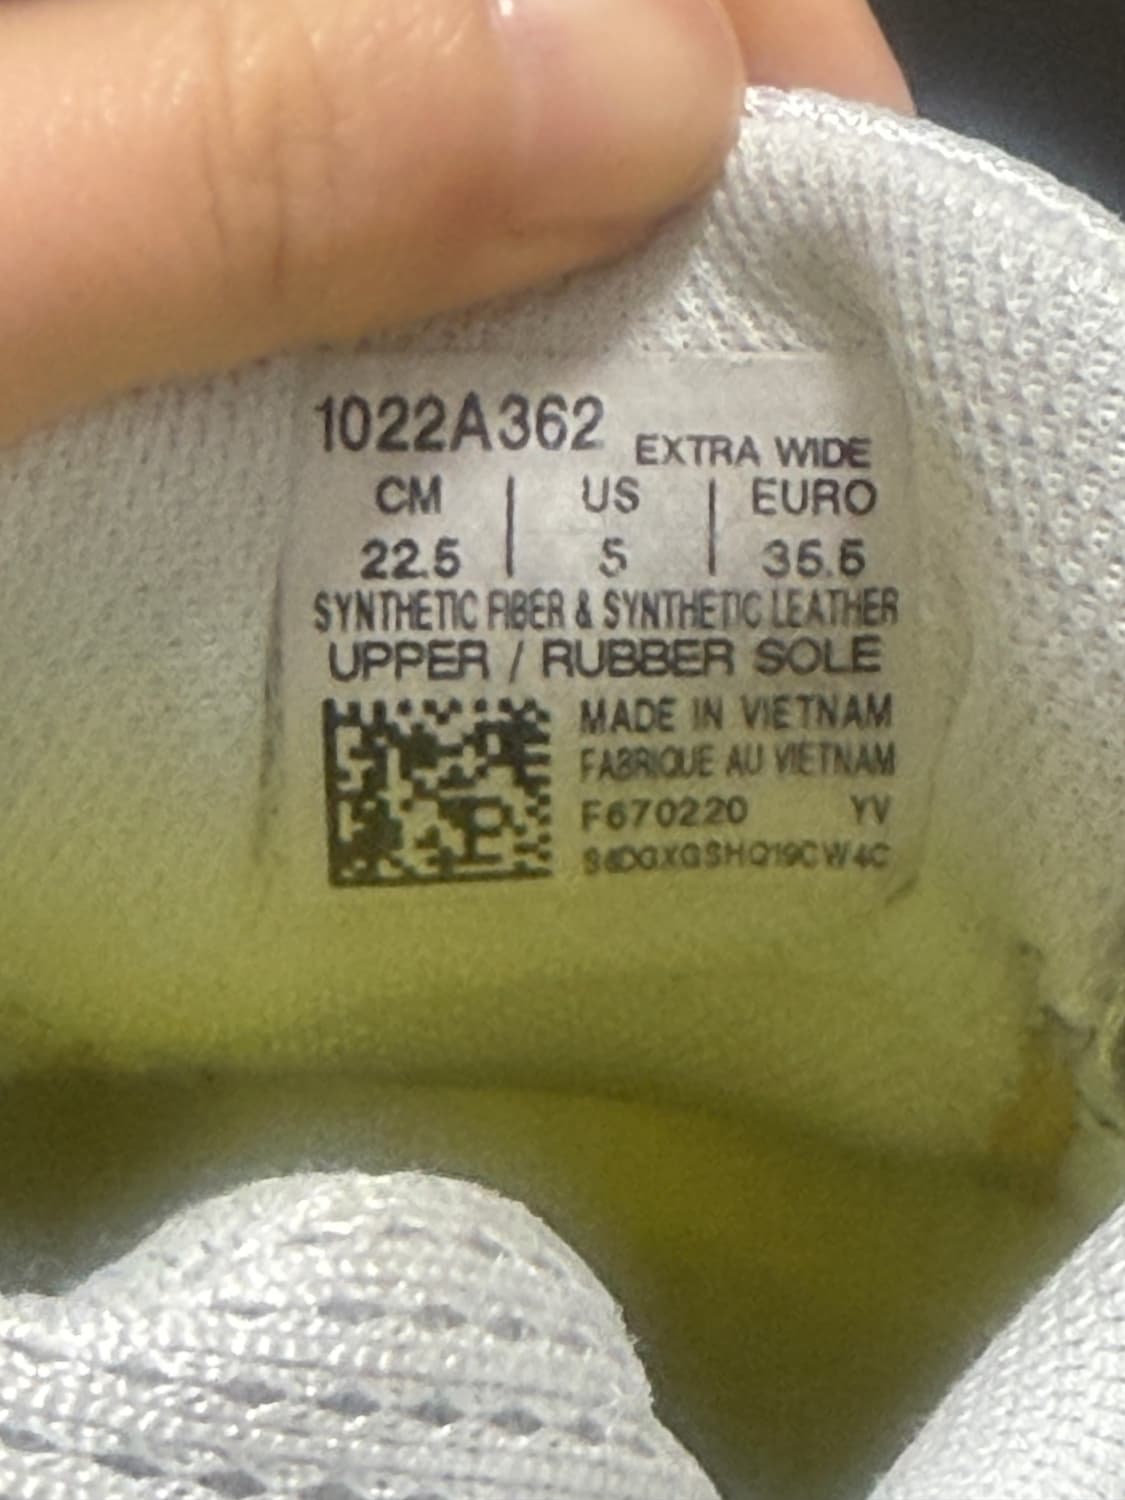 1022A362 EXTRA WIDE
CM | US | EURO
22.5 | 5 | 35.5
SYNTHETIC FIBER & SYNTHETIC LEATHER
UPPER / RUBBER SOLE
MADE IN VIETNAM
FABRIQUE AU VIETNAM
F670220 YV